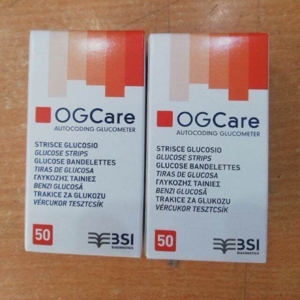 OGCare
AUTOCODING GLUCOMETER
STRISCE GLUCOSIO
GLUCOSE STRIPS
GLUCOSE BANDELETTES
TIRAS DE GLUCOSA
ΓΛΥΚΟΖΗΣ ΤΑΙΝΙΕΣ
BENZI GLUCOSĂ
TRAKICE ZA GLUKOZU
VÉRCUKOR TESZTCSÍK
50
BSI
DIAGNOSTICS
OGCare
AUTOCODING GLUCOMETER
STRISCE GLUCOSIO
GLUCOSE STRIPS
GLUCOSE BANDELETTES
TIRAS DE GLUCOSA
ΓΛΥΚΟΖΗΣ ΤΑΙΝΙΕΣ
BENZI GLUCOSĂ
TRAKICE ZA GLUKOZU
VÉRCUKOR TESZTCSÍK
50
BSI
DIAGNOSTICS